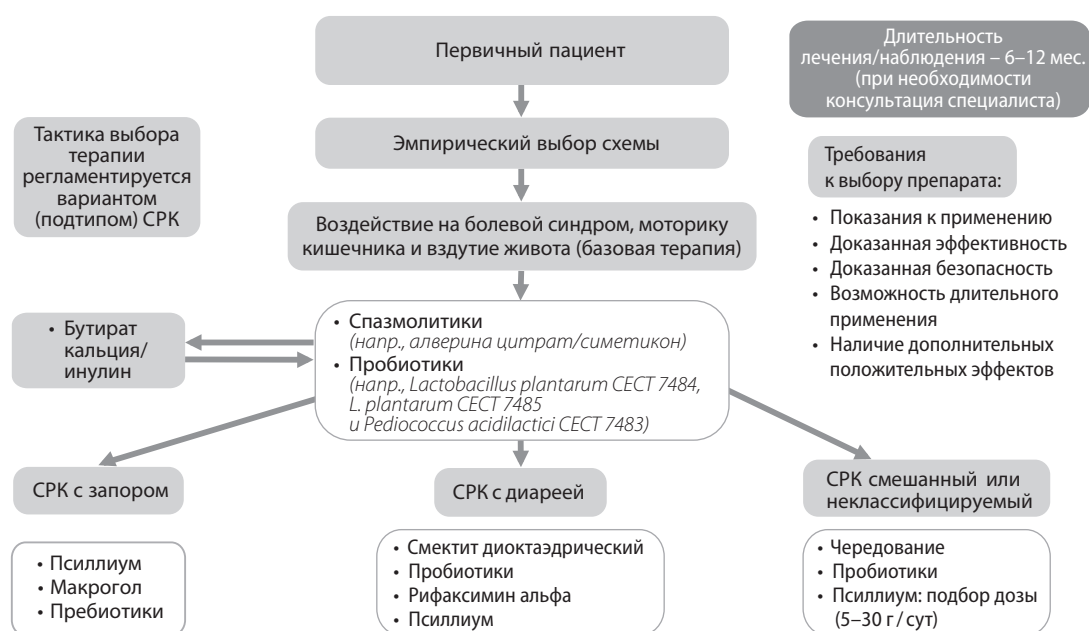 Первичный пациент
Эмпирический выбор схемы
Воздействие на болевой синдром, моторику
кишечника и вздутие живота (базовая терапия)
Тактика выбора
терапии
регламентируется
вариантом
(подтипом) СРК
Длительность
лечения/наблюдения – 6–12 мес.
(при необходимости
консультация специалиста)
Требования
к выбору препарата:
• Показания к применению
• Доказанная эффективность
• Доказанная безопасность
• Возможность длительного
применения
• Наличие дополнительных
положительных эффектов
• Бутират
кальция/
инулин
• Спазмолитики
(напр., алверина цитрат/симетикон)
• Пробиотики
(напр., Lactobacillus plantarum CECT 7484,
L. plantarum CECT 7485
и Pediococcus acidilactici CECT 7483)
СРК с запором
• Псиллиум
• Макрогол
• Пребиотики
СРК с диареей
• Смектит диоктаэдрический
• Пробиотики
• Рифаксимин альфа
• Псиллиум
СРК смешанный или
неклассифицируемый
• Чередование
• Пробиотики
• Псиллиум: подбор дозы
(5–30 г / сут)